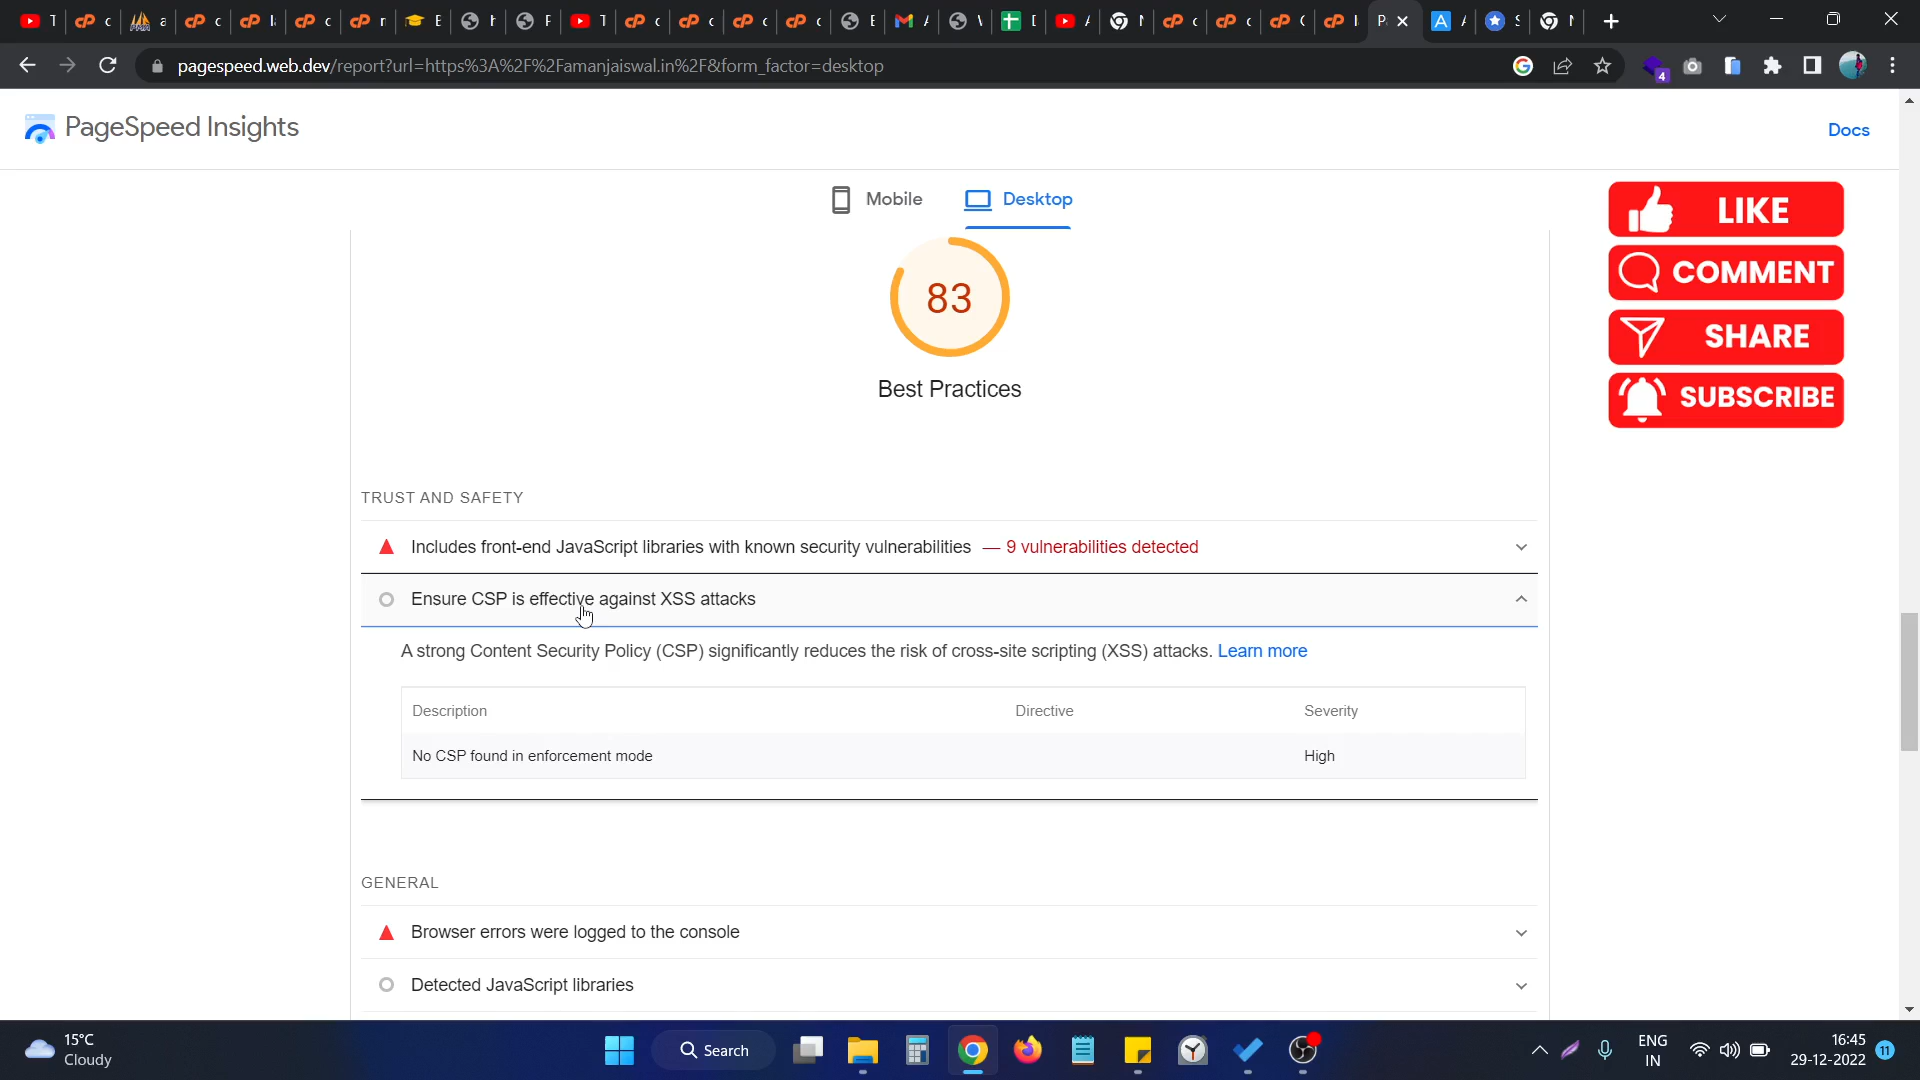 pagespeed.web.dev/report?url=https%3A%2F%2Famanjaiswal.in%2F&form_factor=desktop
4
PageSpeed Insights
Docs
Mobile
Desktop
LIKE
COMMENT
SHARE
SUBSCRIBE
83
Best Practices
TRUST AND SAFETY
Includes front-end JavaScript libraries with known security vulnerabilities — 9 vulnerabilities detected
Ensure CSP is effective against XSS attacks
A strong Content Security Policy (CSP) significantly reduces the risk of cross-site scripting (XSS) attacks. Learn more
Description Directive Severity
No CSP found in enforcement mode High
GENERAL
Browser errors were logged to the console
Detected JavaScript libraries
15°C
Cloudy
Search
ENG
IN
16:45
29-12-2022
11